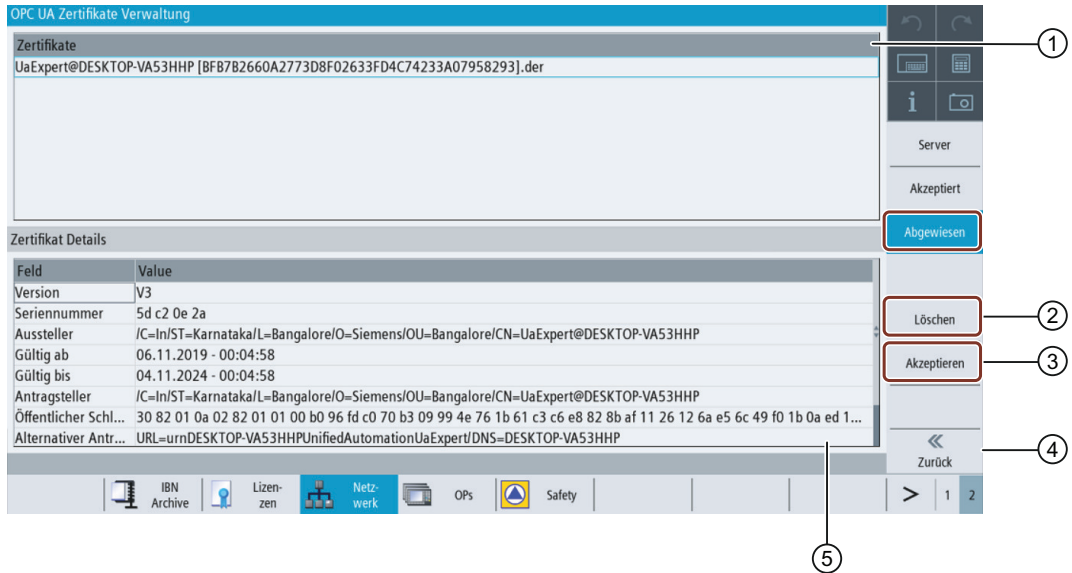 OPC UA Zertifikate Verwaltung
Zertifikate
1
UaExpert@DESKTOP-VA53HHP [BFB7B2660A2773D8F02633FD4C74233A07958293].der
i
Server
Akzeptiert
Abgewiesen
Zertifikat Details
Feld Value
Version V3
Seriennummer 5d c2 0e 2a
Löschen
2
Aussteller /C=In/ST=Karnataka/L=Bangalore/O=Siemens/OU=Bangalore/CN=UaExpert@DESKTOP-VA53HHP
Gültig ab 06.11.2019 - 00:04:58
Akzeptieren
3
Gültig bis 04.11.2024 - 00:04:58
Antragsteller /C=In/ST=Karnataka/L=Bangalore/O=Siemens/OU=Bangalore/CN=UaExpert@DESKTOP-VA53HHP
Öffentlicher Schl... 30 82 01 0a 02 82 01 01 00 b0 96 fd c0 70 b3 09 99 4e 76 1b 61 c3 c6 e8 82 8b af 11 26 12 6a e5 6c 49 f0 1b 0a ed 1...
Alternativer Antr... URL=urnDESKTOP-VA53HHPUnifiedAutomationUaExpert/DNS=DESKTOP-VA53HHP
«
Zurück
4
IBN
Archive
Lizen-
zen
Netz-
werk
OPs
Safety
> 1 2
5